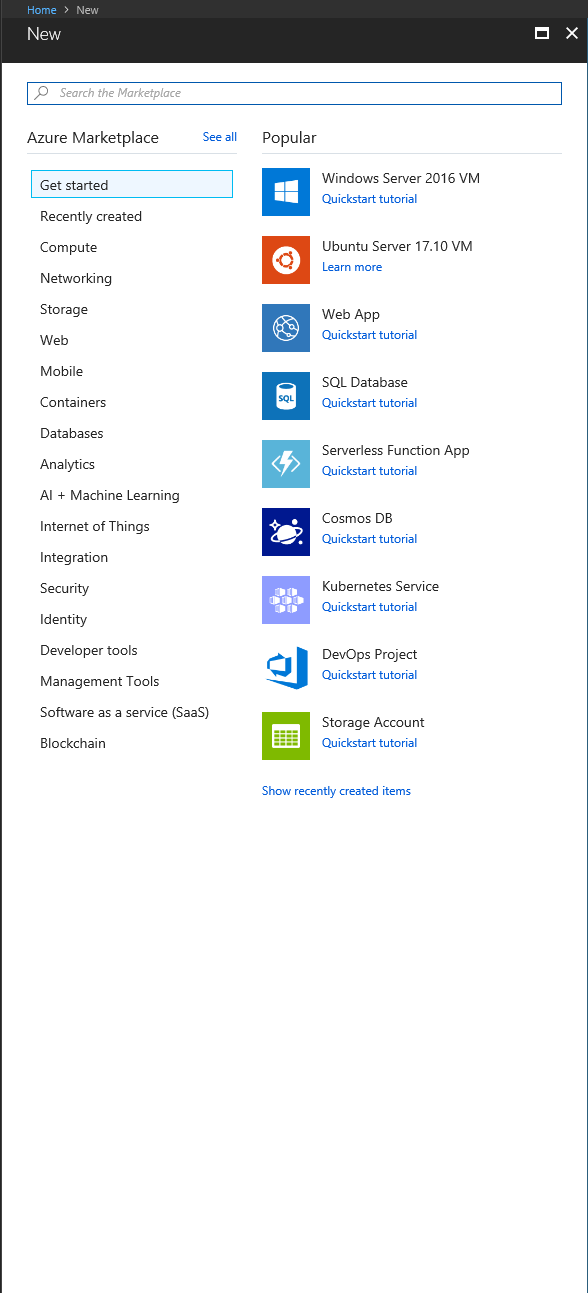 Home > New
New
Search the Marketplace
Azure Marketplace
See all
Get started
Recently created
Compute
Networking
Storage
Web
Mobile
Containers
Databases
Analytics
AI + Machine Learning
Internet of Things
Integration
Security
Identity
Developer tools
Management Tools
Software as a service (SaaS)
Blockchain
Popular
Windows Server 2016 VM
Quickstart tutorial
Ubuntu Server 17.10 VM
Learn more
Web App
Quickstart tutorial
SQL
SQL Database
Quickstart tutorial
Serverless Function App
Quickstart tutorial
Cosmos DB
Quickstart tutorial
Kubernetes Service
Quickstart tutorial
DevOps Project
Quickstart tutorial
Storage Account
Quickstart tutorial
Show recently created items